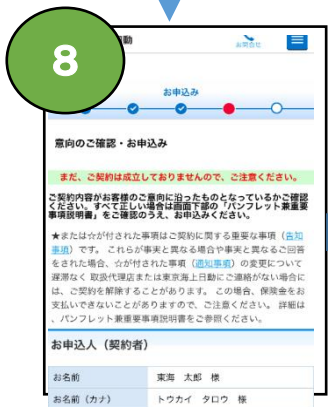 8
動
お問合せ
お申込み
意向のご確認・お申込み
まだ、ご契約は成立しておりませんので、ご注意ください。
ご契約内容がお客様のご意向に沿ったものとなっているかご確認
ください。すべて正しい場合は画面下部の「パンフレット兼重要
事項説明書」をご確認のうえ、お申込みください。
★または☆が付された事項はご契約に関する重要な事項（告知
事項）です。 これらが事実と異なる場合や事実と異なるご回答
をされた場合、☆が付された事項（通知事項）の変更について
遅滞なく 取扱代理店または東京海上日動にご連絡がない場合に
は、ご契約を解除することがあります。 この場合、保険金をお
支払いできないことがありますので、ご注意ください。 詳細は
、パンフレット兼重要事項説明書をご参照ください。
お申込人（契約者）
お名前 東海 太郎 様
お名前（カナ） トウカイ タロウ 様